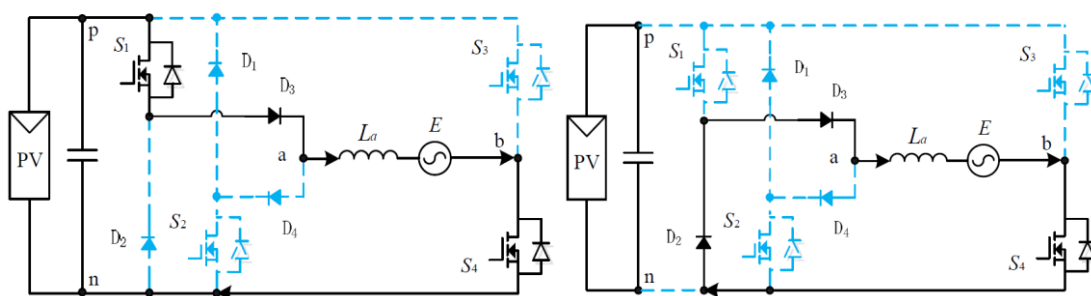 p
S₁
D₁
S₃
D₃
PV
Lₐ
E
a
b
D₂
S₂
D₄
S₄
n
p
S₁
D₁
S₃
D₃
PV
Lₐ
E
a
b
D₂
S₂
D₄
S₄
n